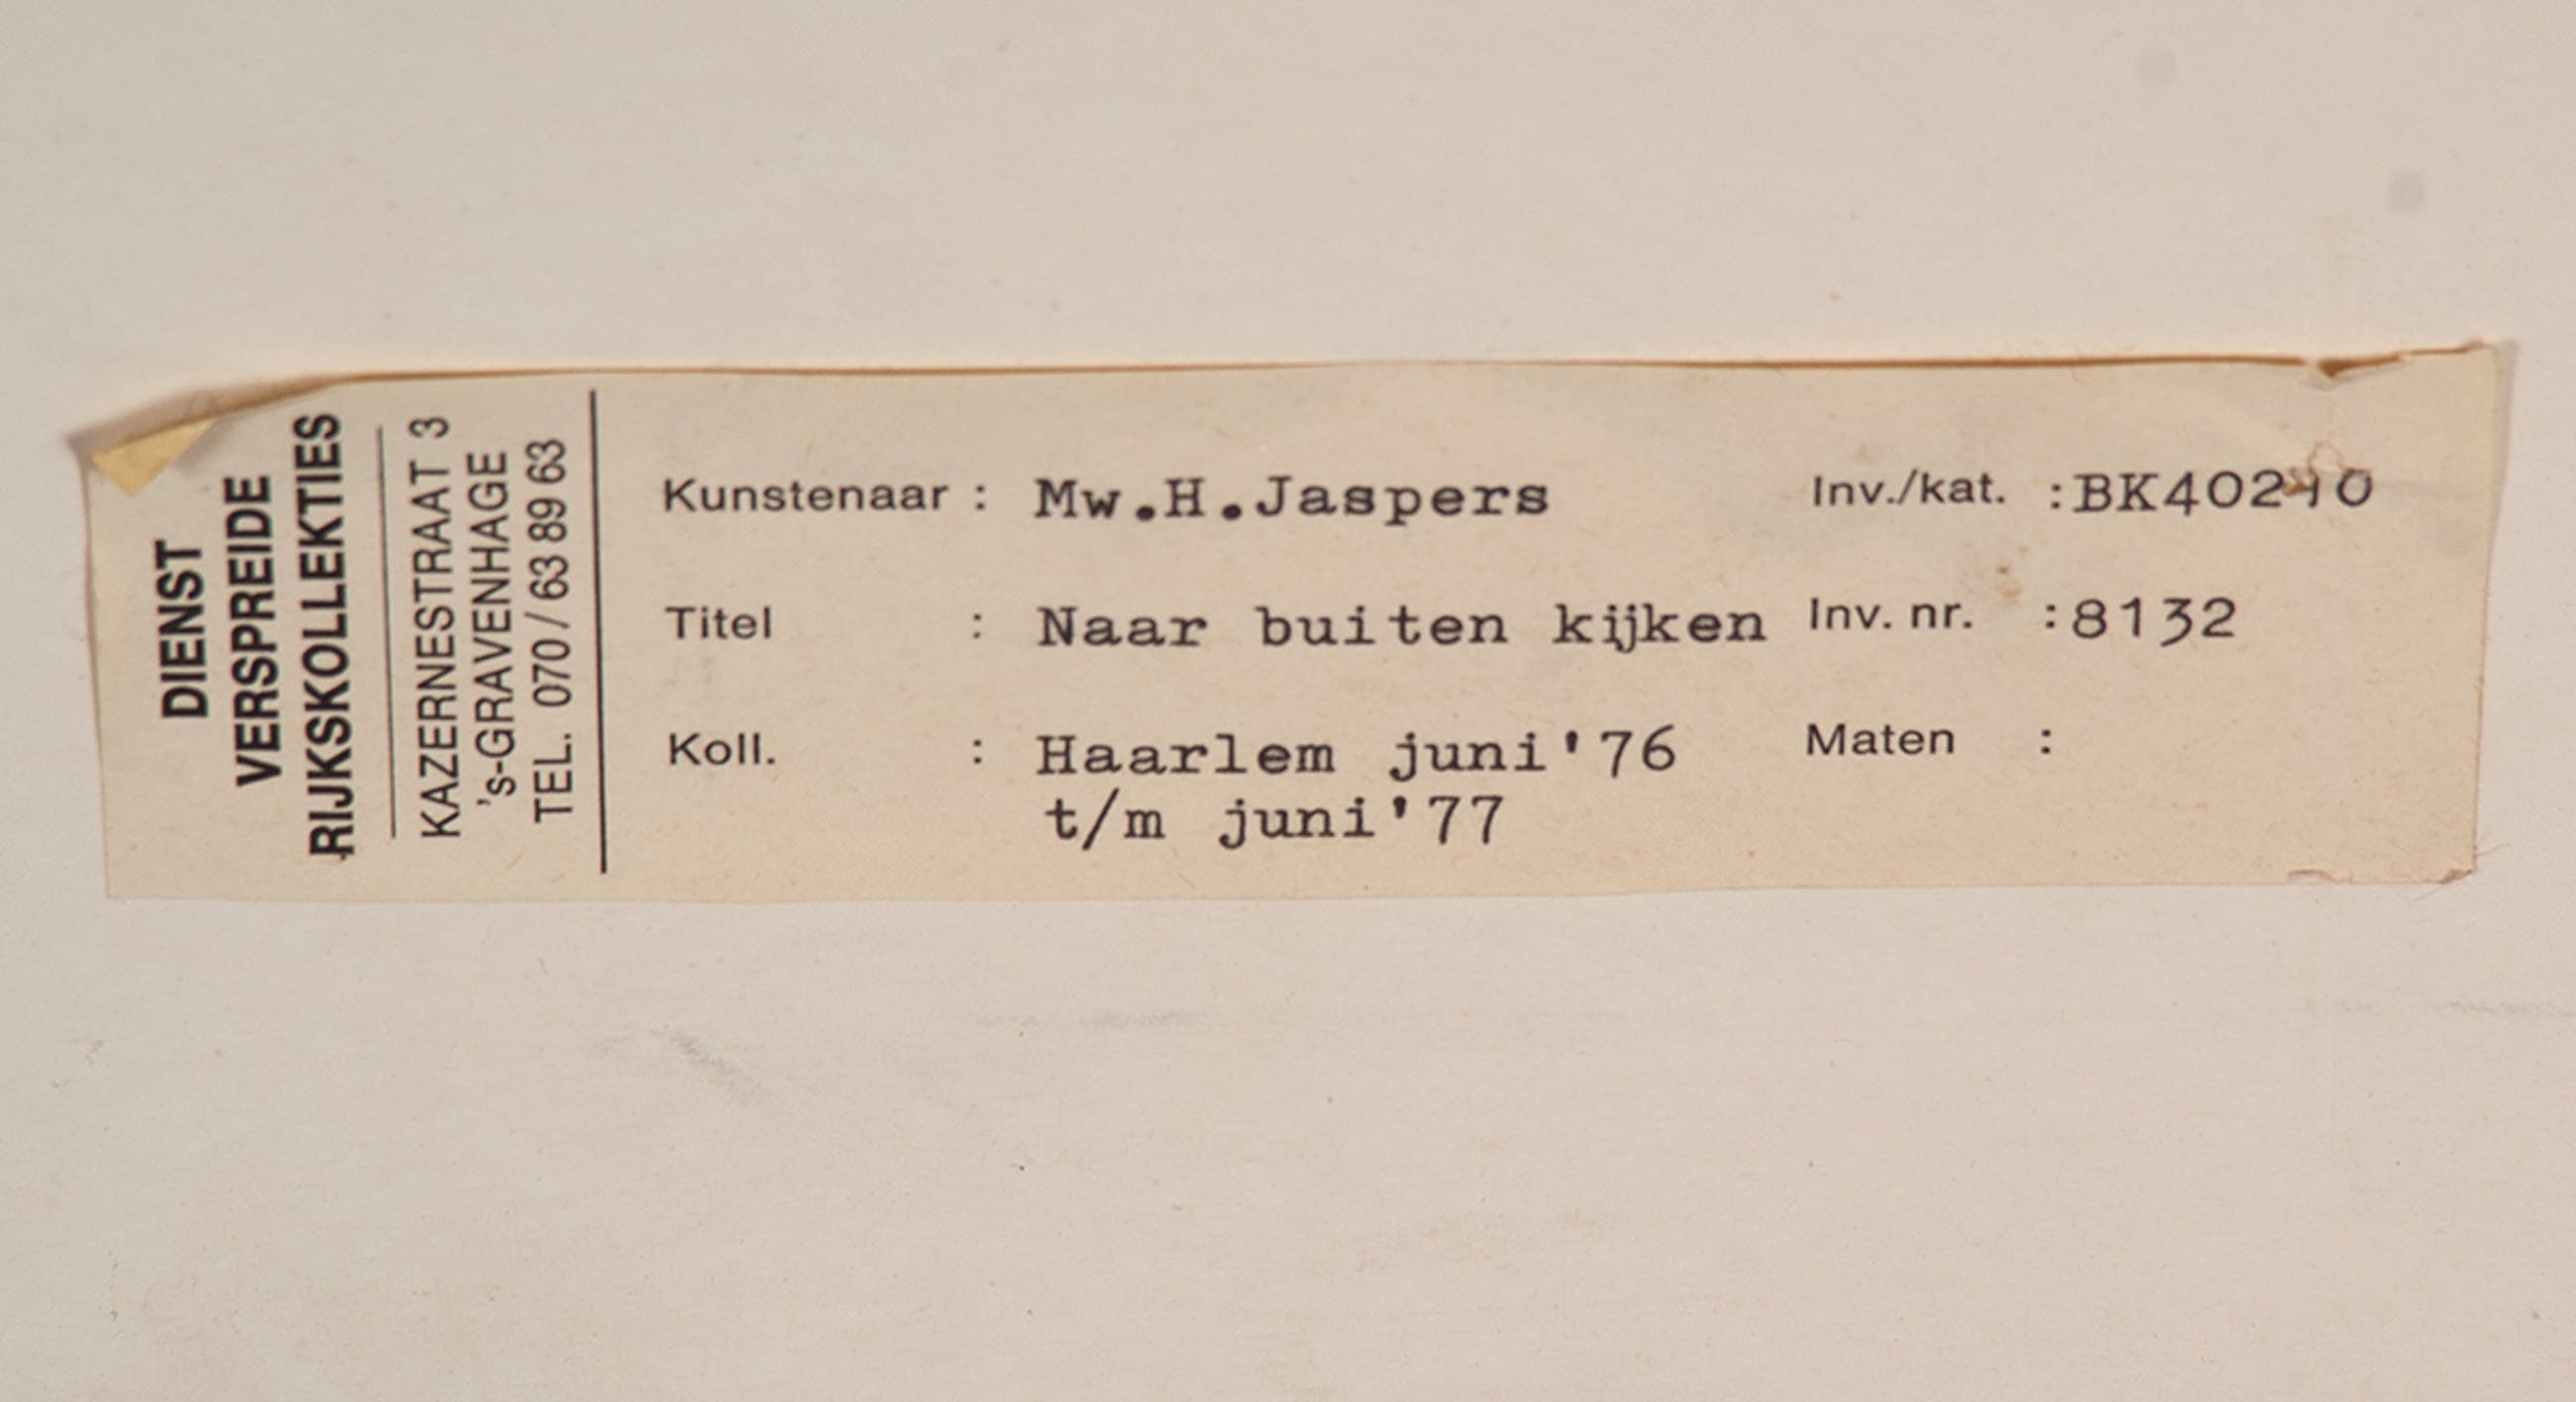 DIENST
VERSPREIDE
RIJKSKOLLEKTIES
KAZERNESTRAAT 3
's-GRAVENHAGE
TEL. 070/63 89 63
Kunstenaar : Mw.H.Jaspers
Titel : Naar buiten kijken
Koll. : Haarlem juni'76
t/m juni'77
Inv./kat. :
Inv. nr. :8132
Maten :